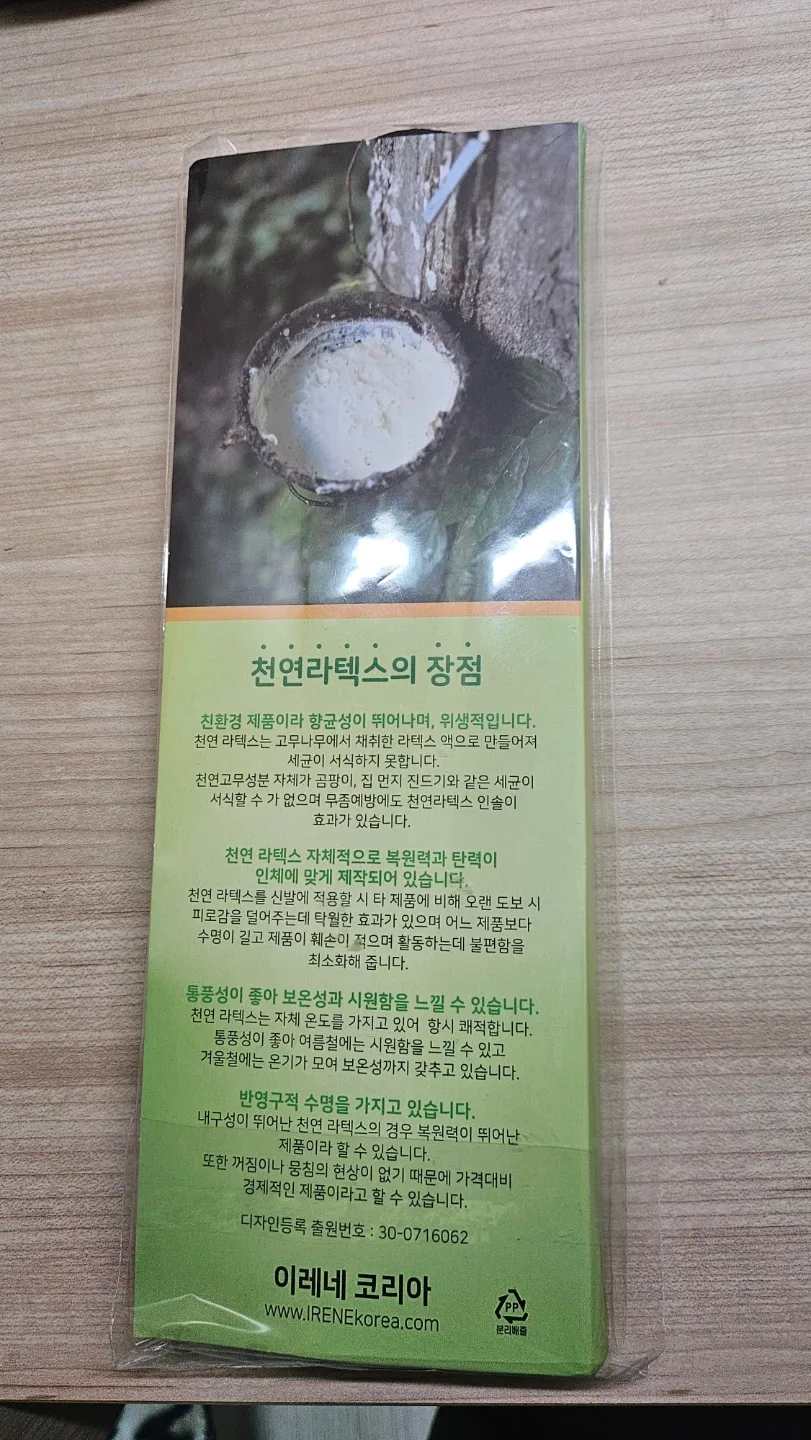 천연라텍스의 장점
친환경 제품이라 향균성이 뛰어나며, 위생적입니다.
천연 라텍스는 고무나무에서 채취한 라텍스 액으로 만들어져
세균이 서식하지 못합니다.
천연고무성분 자체가 곰팡이, 집 먼지 진드기와 같은 세균이
서식할 수 가 없으며 무좀예방에도 천연라텍스 인솔이
효과가 있습니다.
천연 라텍스 자체적으로 복원력과 탄력이
인체에 맞게 제작되어 있습니다.
천연 라텍스를 신발에 적용할 시 타 제품에 비해 오랜 도보 시
피로감을 덜어주는데 탁월한 효과가 있으며 어느 제품보다
수명이 길고 제품이 훼손이 적으며 활동하는데 불편함을
최소화해 줍니다.
통풍성이 좋아 보온성과 시원함을 느낄 수 있습니다.
천연 라텍스는 자체 온도를 가지고 있어 항시 쾌적합니다.
통풍성이 좋아 여름철에는 시원함을 느낄 수 있고
겨울철에는 온기가 모여 보온성까지 갖추고 있습니다.
반영구적 수명을 가지고 있습니다.
내구성이 뛰어난 천연 라텍스의 경우 복원력이 뛰어난
제품이라 할 수 있습니다.
또한 꺼짐이나 뭉침의 현상이 없기 때문에 가격대비
경제적인 제품이라고 할 수 있습니다.
디자인등록 출원번호 : 30-0716062
이레네 코리아
www.IRENEkorea.com
PP
분리배출